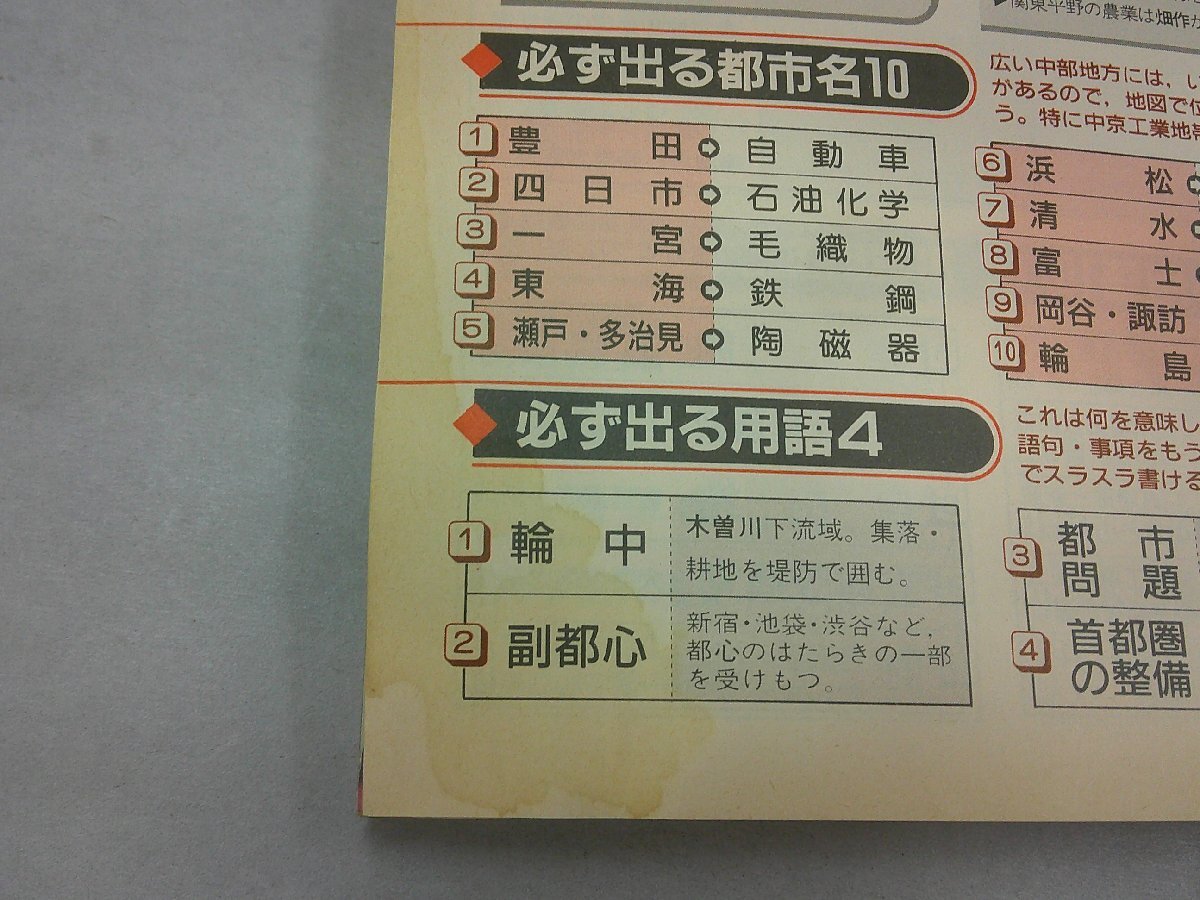 ▶関東平野の農業は畑作が
必ず出る都市名10
広い中部地方には，し
があるので，地図で位
う。特に中京工業地帯
1 豊田 自動車
2 四日市 石油化学
3 一宮 毛織物
4 東海 鉄鋼
5 瀬戸・多治見 陶磁器
6 浜松
7 清水
8 富士
9 岡谷・諏訪
10 輪島
必ず出る用語4
これは何を意味し
語句・事項をもう
でスラスラ書ける
1 輪中 木曽川下流域。集落・
耕地を堤防で囲む。
2 副都心 新宿・池袋・渋谷など，
都心のはたらきの一部
を受けもつ。
3 都市
問題
4 首都圏
の整備